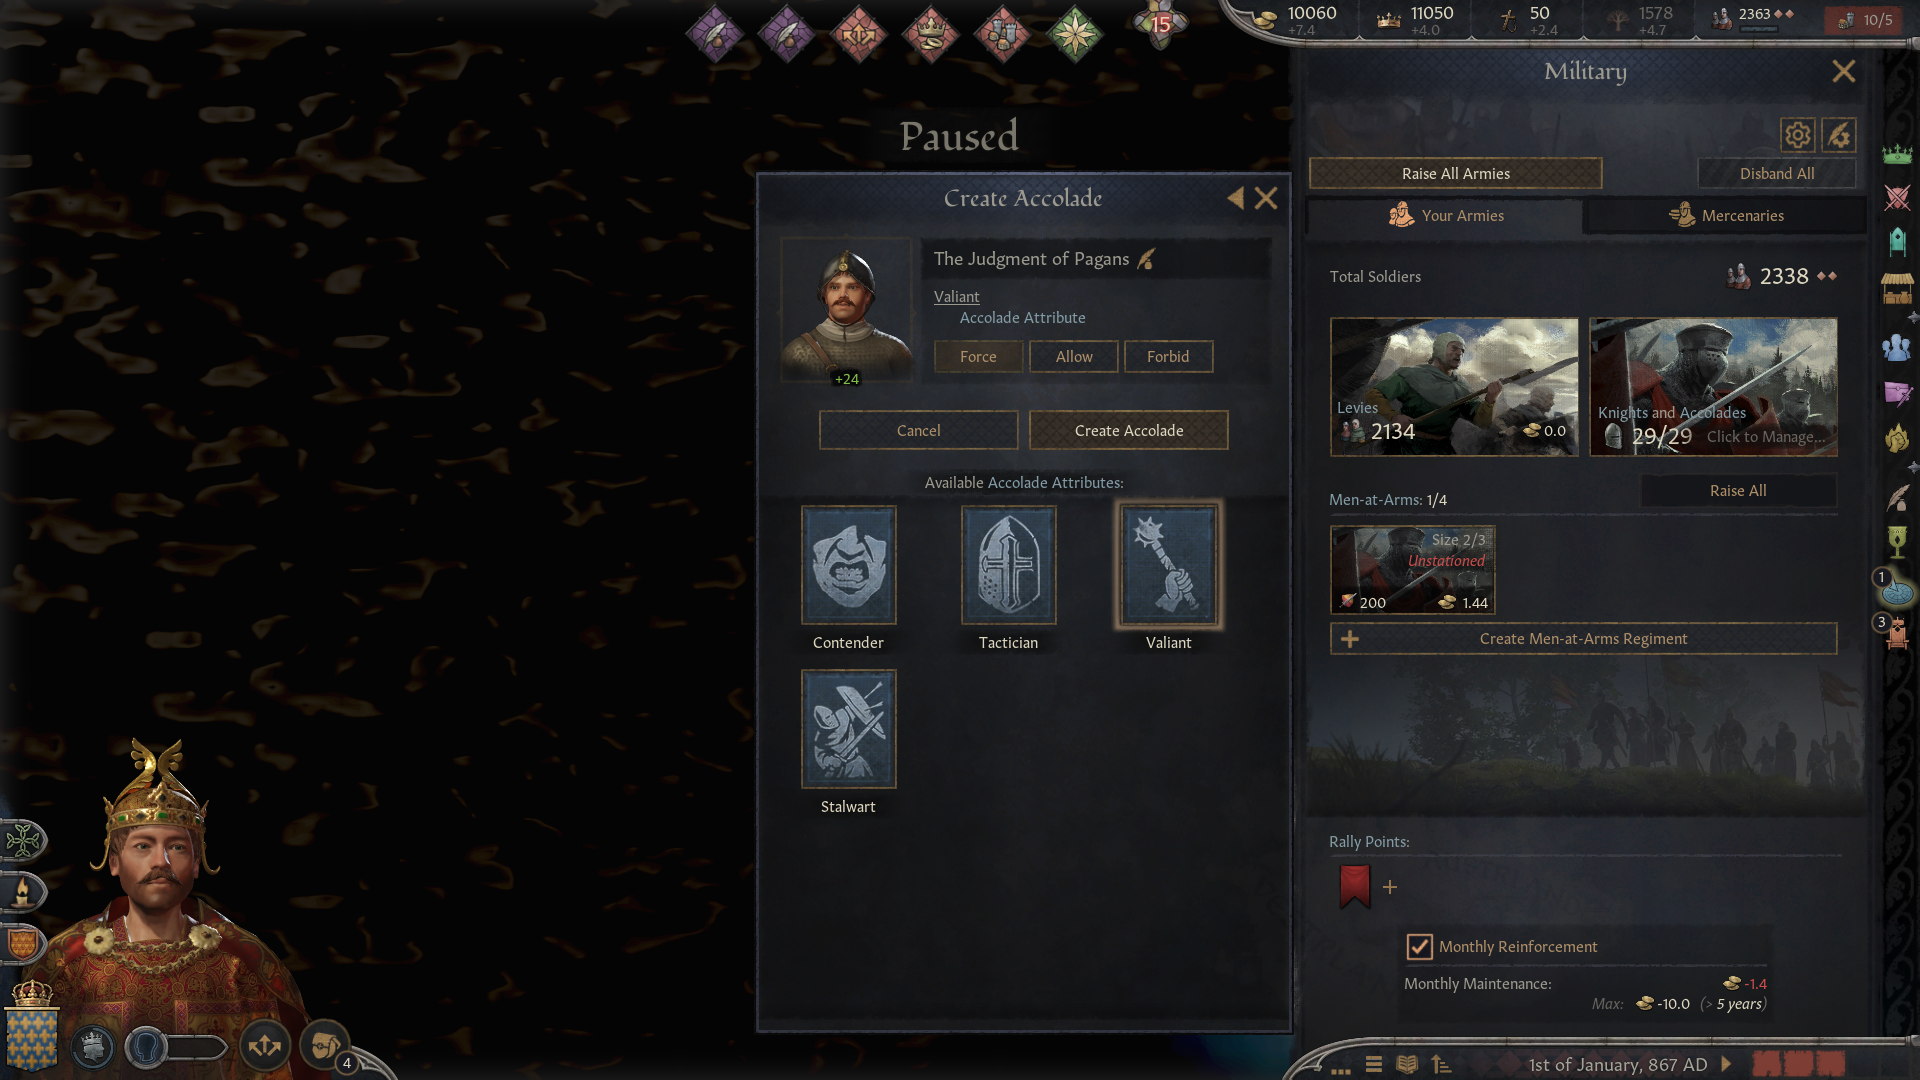 15
10060
+7.4
11050
+4.0
50
+2.4
1578
+4.7
2363
10/5
Military
Paused
Raise All Armies
Disband All
Create Accolade
Your Armies
Mercenaries
The Judgment of Pagans
Total Soldiers
2338
Valiant
Accolade Attribute
Force
Allow
Forbid
+24
Levies
2134
0.0
Knights and Accolades
29/29
Click to Manage...
Cancel
Create Accolade
Available Accolade Attributes:
Men-at-Arms: 1/4
Raise All
Size 2/3
Unstationed
200
1.44
Contender
Tactician
Valiant
Create Men-at-Arms Regiment
1
3
Stalwart
Rally Points:
Monthly Reinforcement
Monthly Maintenance:
-1.4
Max:
-10.0
(> 5 years)
4
1st of January, 867 AD